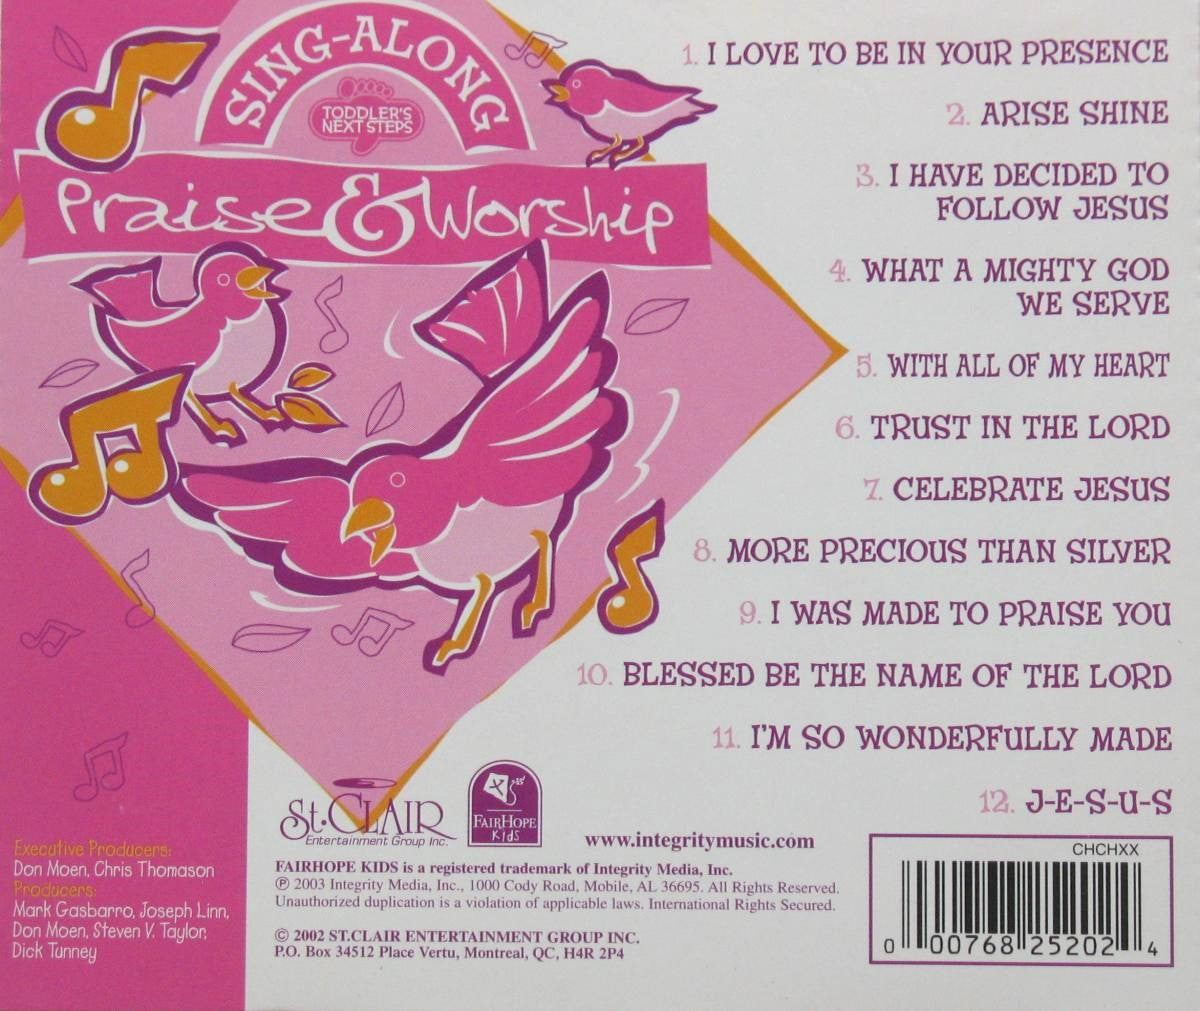 SING-ALONG
TODDLER'S
NEXT STEPS
Praise & Worship
1. I LOVE TO BE IN YOUR PRESENCE
2. ARISE SHINE
3. I HAVE DECIDED TO
FOLLOW JESUS
4. WHAT A MIGHTY GOD
WE SERVE
5. WITH ALL OF MY HEART
6. TRUST IN THE LORD
7. CELEBRATE JESUS
8. MORE PRECIOUS THAN SILVER
9. I WAS MADE TO PRAISE YOU
10. BLESSED BE THE NAME OF THE LORD
11. I'M SO WONDERFULLY MADE
12. J-E-S-U-S
Executive Producers:
Don Moen, Chris Thomason
Producers:
Mark Gasbarro, Joseph Linn,
Don Moen, Steven V. Taylor,
Dick Tunney
St.CLAIR
Entertainment Group Inc.
FAIRHOPE
KIDS
www.integritymusic.com
FAIRHOPE KIDS is a registered trademark of Integrity Media, Inc.
℗ 2003 Integrity Media, Inc., 1000 Cody Road, Mobile, AL 36695. All Rights Reserved.
Unauthorized duplication is a violation of applicable laws. International Rights Secured.
© 2002 ST.CLAIR ENTERTAINMENT GROUP INC.
P.O. Box 34512 Place Vertu, Montreal, QC, H4R 2P4
CHCHXX
0 00768 25202 4